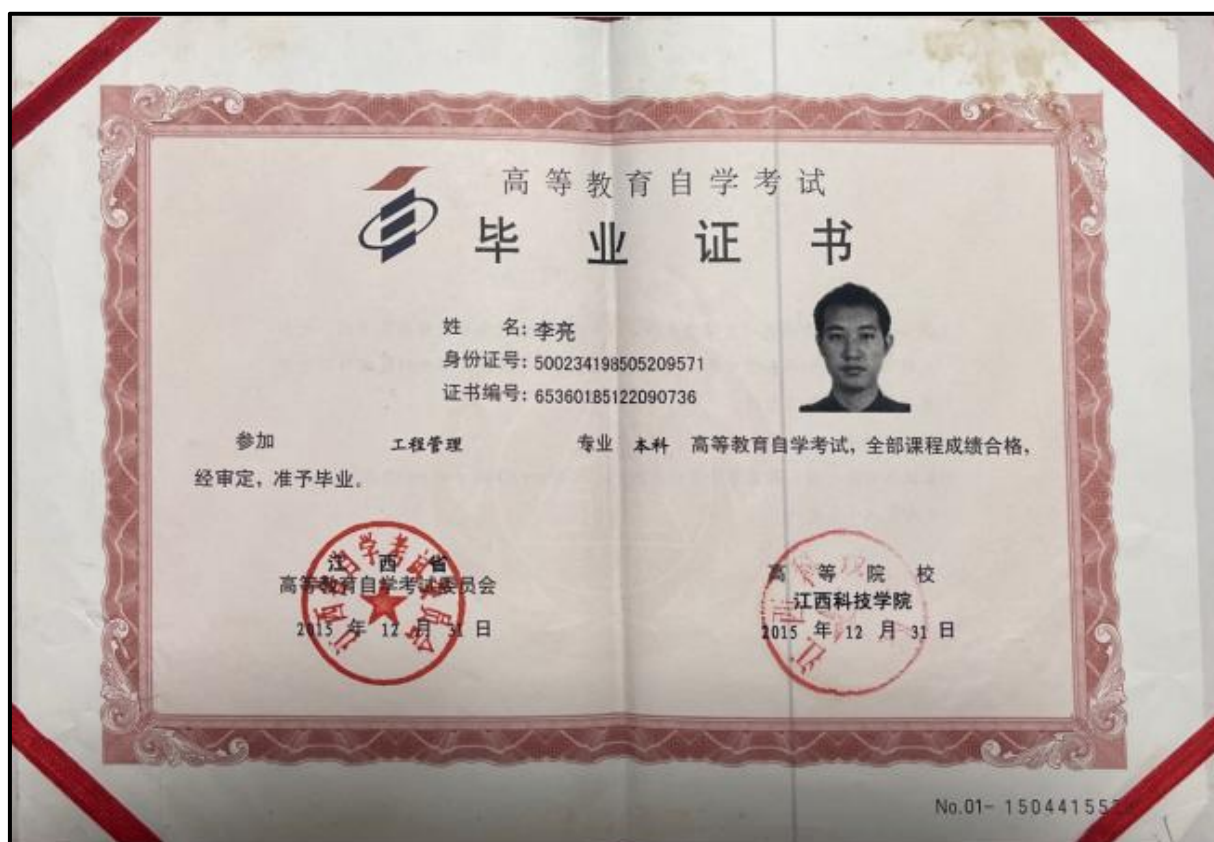 高等教育自学考试
毕业证书
姓 名: 李亮
身份证号: 500234198505209571
证书编号: 65360185122090736
参加 工程管理 专业 本科 高等教育自学考试，全部课程成绩合格，
经审定，准予毕业。
江西省
高等教育自学考试委员会
2015 年 12 月 31 日
高等院校
江西科技学院
2015 年 12 月 31 日
No.01- 15044155